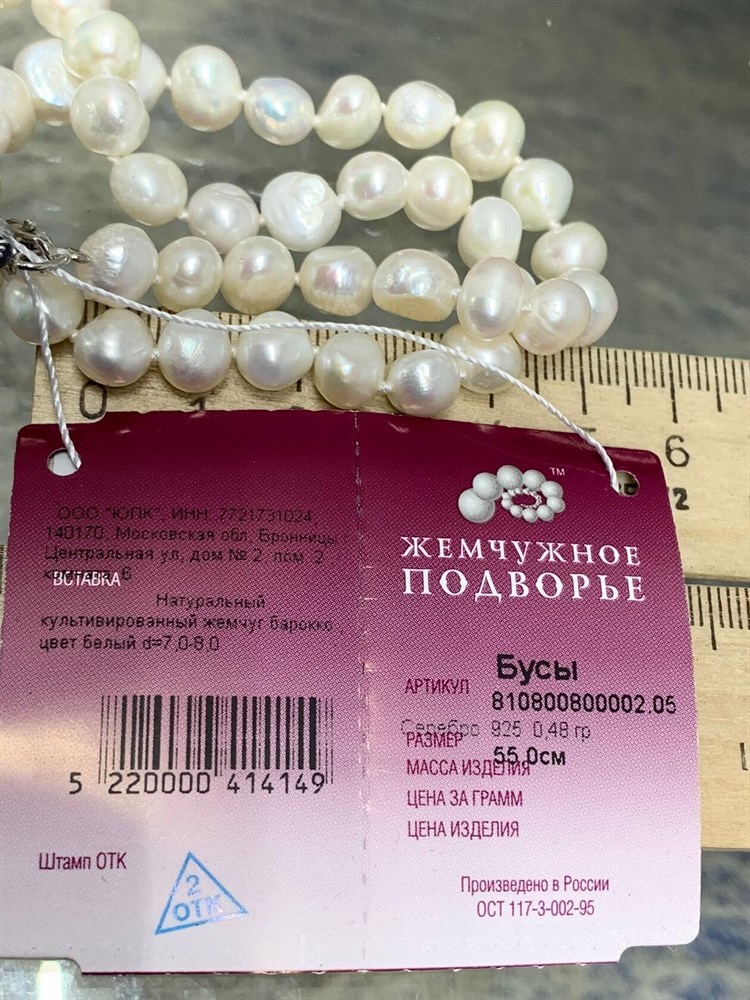 0 1 6
2
ООО "ЮПК", ИНН: 7721731024,
140170, Московская обл, Бронницы,
Центральная ул, дом № 2, пом. 2
6
ВСТАВКА
Натуральный
культивированный жемчуг барокко,
цвет белый d=7,0-8,0
5 220000 414149
Штамп ОТК
2
ОТК
TM
ЖЕМЧУЖНОЕ
ПОДВОРЬЕ
Бусы
АРТИКУЛ 810800800002.05
Серебро 925 0,48 гр
РАЗМЕР
55,0см
МАССА ИЗДЕЛИЯ
ЦЕНА ЗА ГРАММ
ЦЕНА ИЗДЕЛИЯ
Произведено в России
ОСТ 117-3-002-95